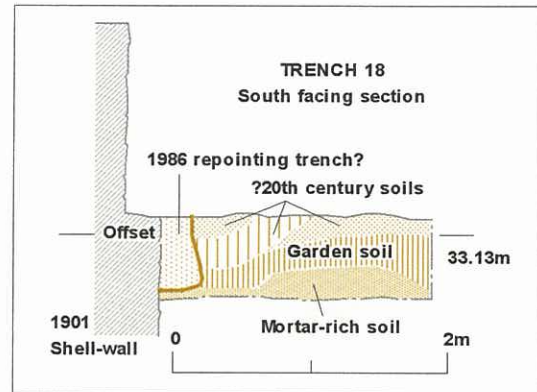 TRENCH 18
South facing section
1986 repointing trench?
?20th century soils
Offset
Garden soil
33.13m
Mortar-rich soil
1901
Shell-wall
0
2m